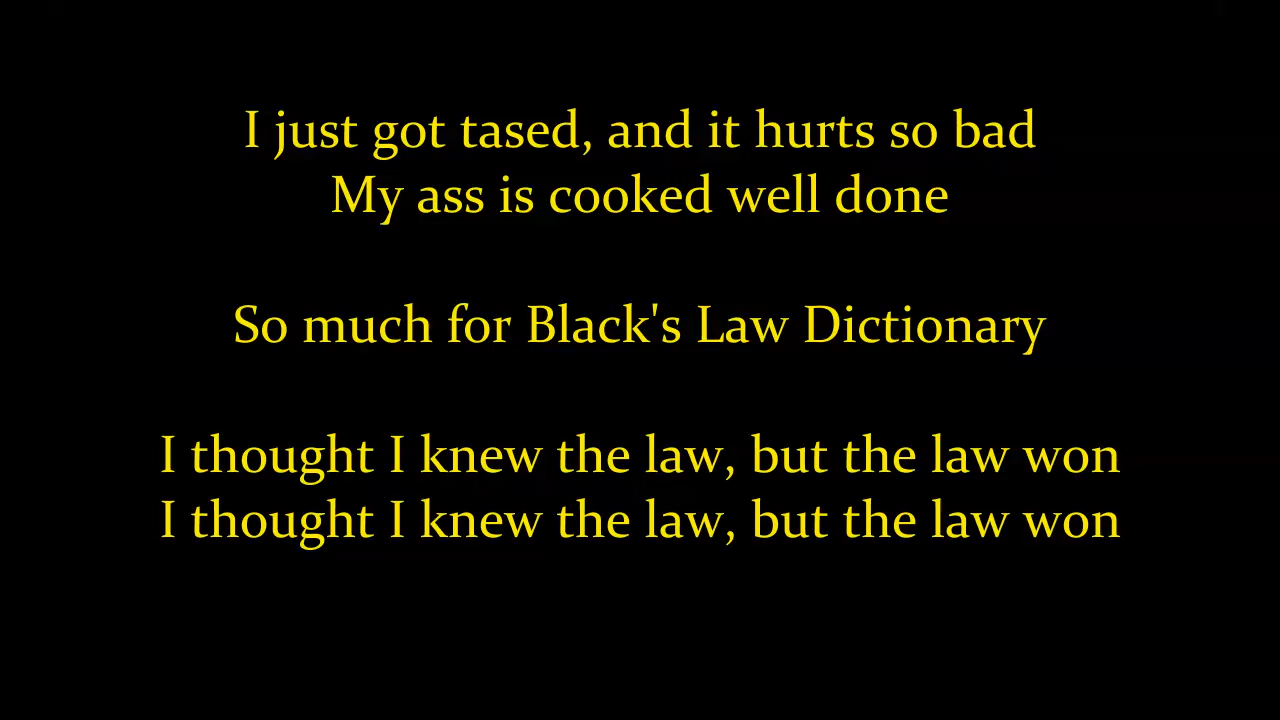 I just got tased, and it hurts so bad
My ass is cooked well done
So much for Black's Law Dictionary
I thought I knew the law, but the law won
I thought I knew the law, but the law won